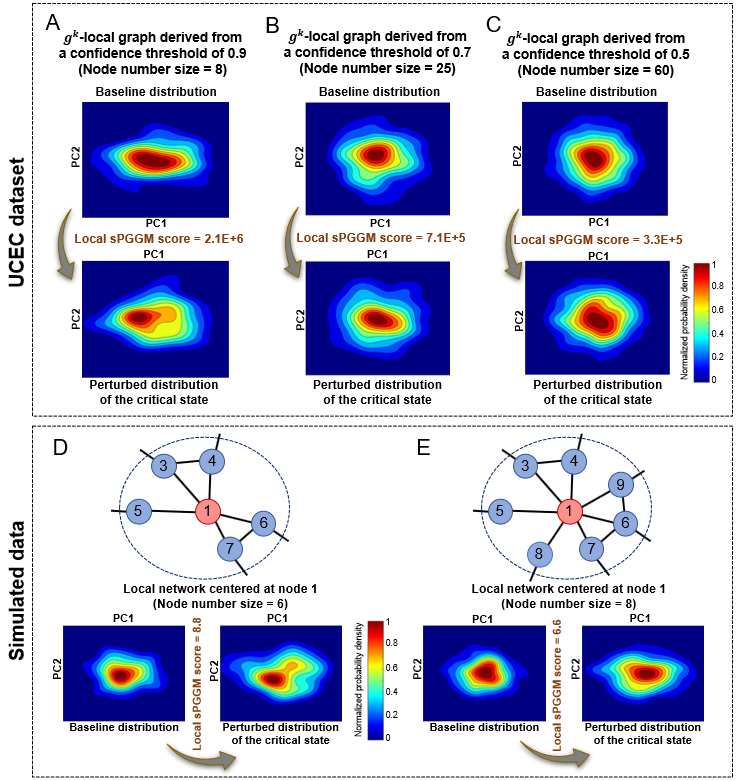 UCEC dataset
A
g^k-local graph derived from
a confidence threshold of 0.9
(Node number size = 8)
Baseline distribution
PC2
PC1
Local sPGGM score = 2.1E+6
PC1
PC2
Perturbed distribution
of the critical state
B
g^k-local graph derived from
a confidence threshold of 0.7
(Node number size = 25)
Baseline distribution
PC2
PC1
Local sPGGM score = 7.1E+5
PC1
PC2
Perturbed distribution
of the critical state
C
g^k-local graph derived from
a confidence threshold of 0.5
(Node number size = 60)
Baseline distribution
PC2
PC1
Local sPGGM score = 3.3E+5
PC1
PC2
Perturbed distribution
of the critical state
Normalized probability density
1
0.8
0.6
0.4
0.2
0
Simulated data
D
3
4
5
1
6
7
Local network centered at node 1
(Node number size = 6)
PC1
PC2
Baseline distribution
Local sPGGM score = 8.8
PC1
Perturbed distribution
of the critical state
Normalized probability density
1
0.8
0.6
0.4
0.2
0
E
3
4
9
5
1
6
8
7
Local network centered at node 1
(Node number size = 8)
PC1
PC2
Baseline distribution
Local sPGGM score = 6.6
PC1
PC2
Perturbed distribution
of the critical state